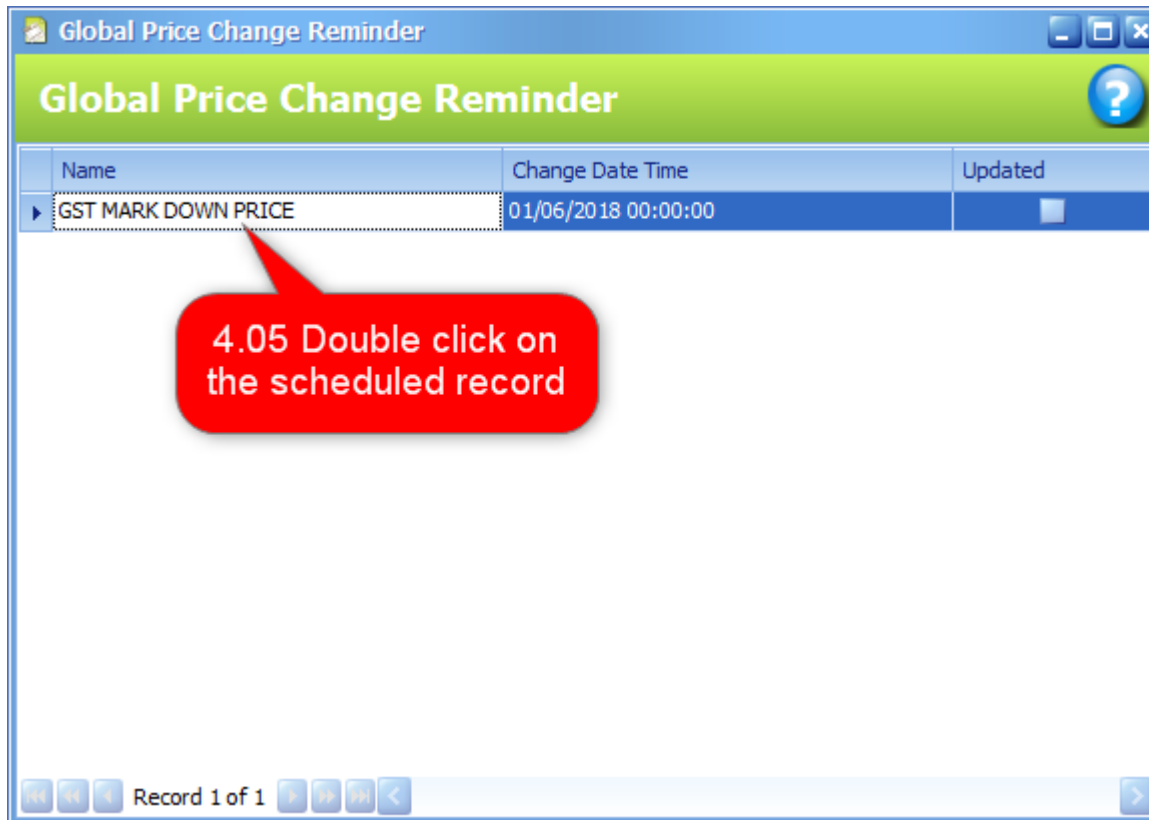 Global Price Change Reminder
Global Price Change Reminder
?
Name Change Date Time Updated
GST MARK DOWN PRICE 01/06/2018 00:00:00
4.05 Double click on
the scheduled record
Record 1 of 1